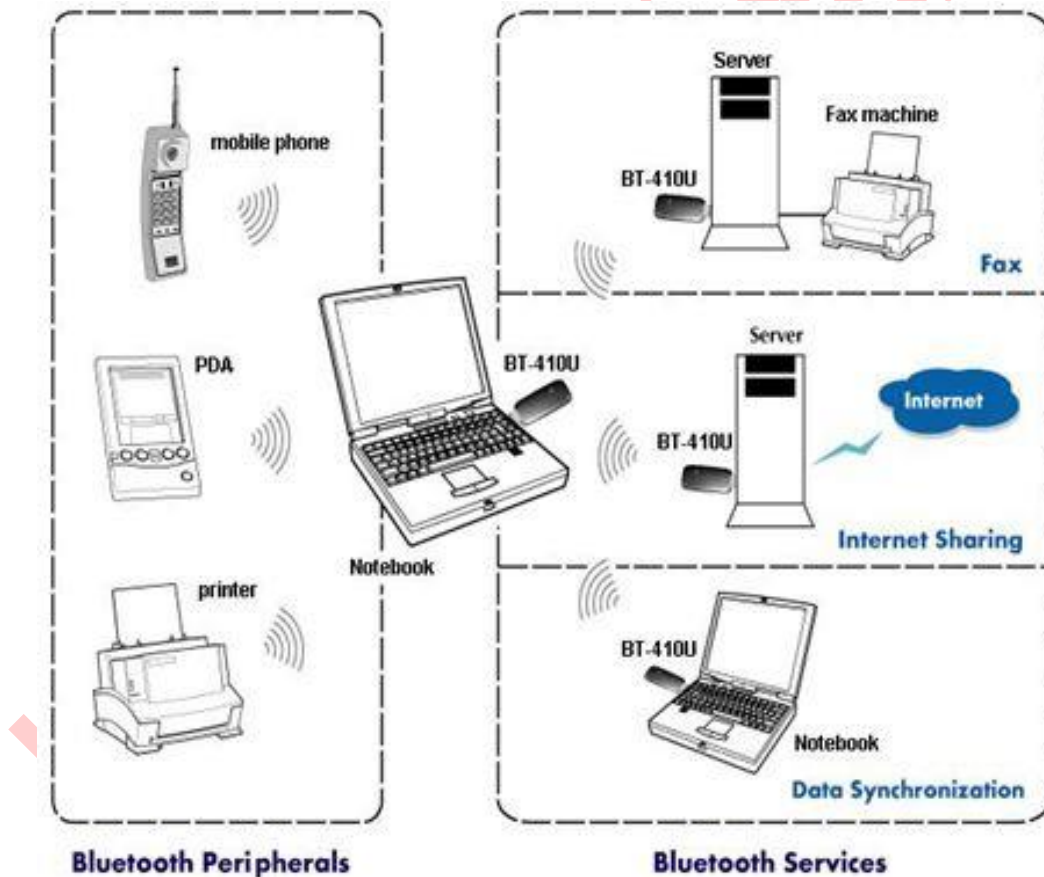 mobile phone
PDA
printer
Bluetooth Peripherals
BT-410U
Notebook
Server
Fax machine
BT-410U
Fax
Server
Internet
BT-410U
Internet Sharing
BT-410U
Notebook
Data Synchronization
Bluetooth Services